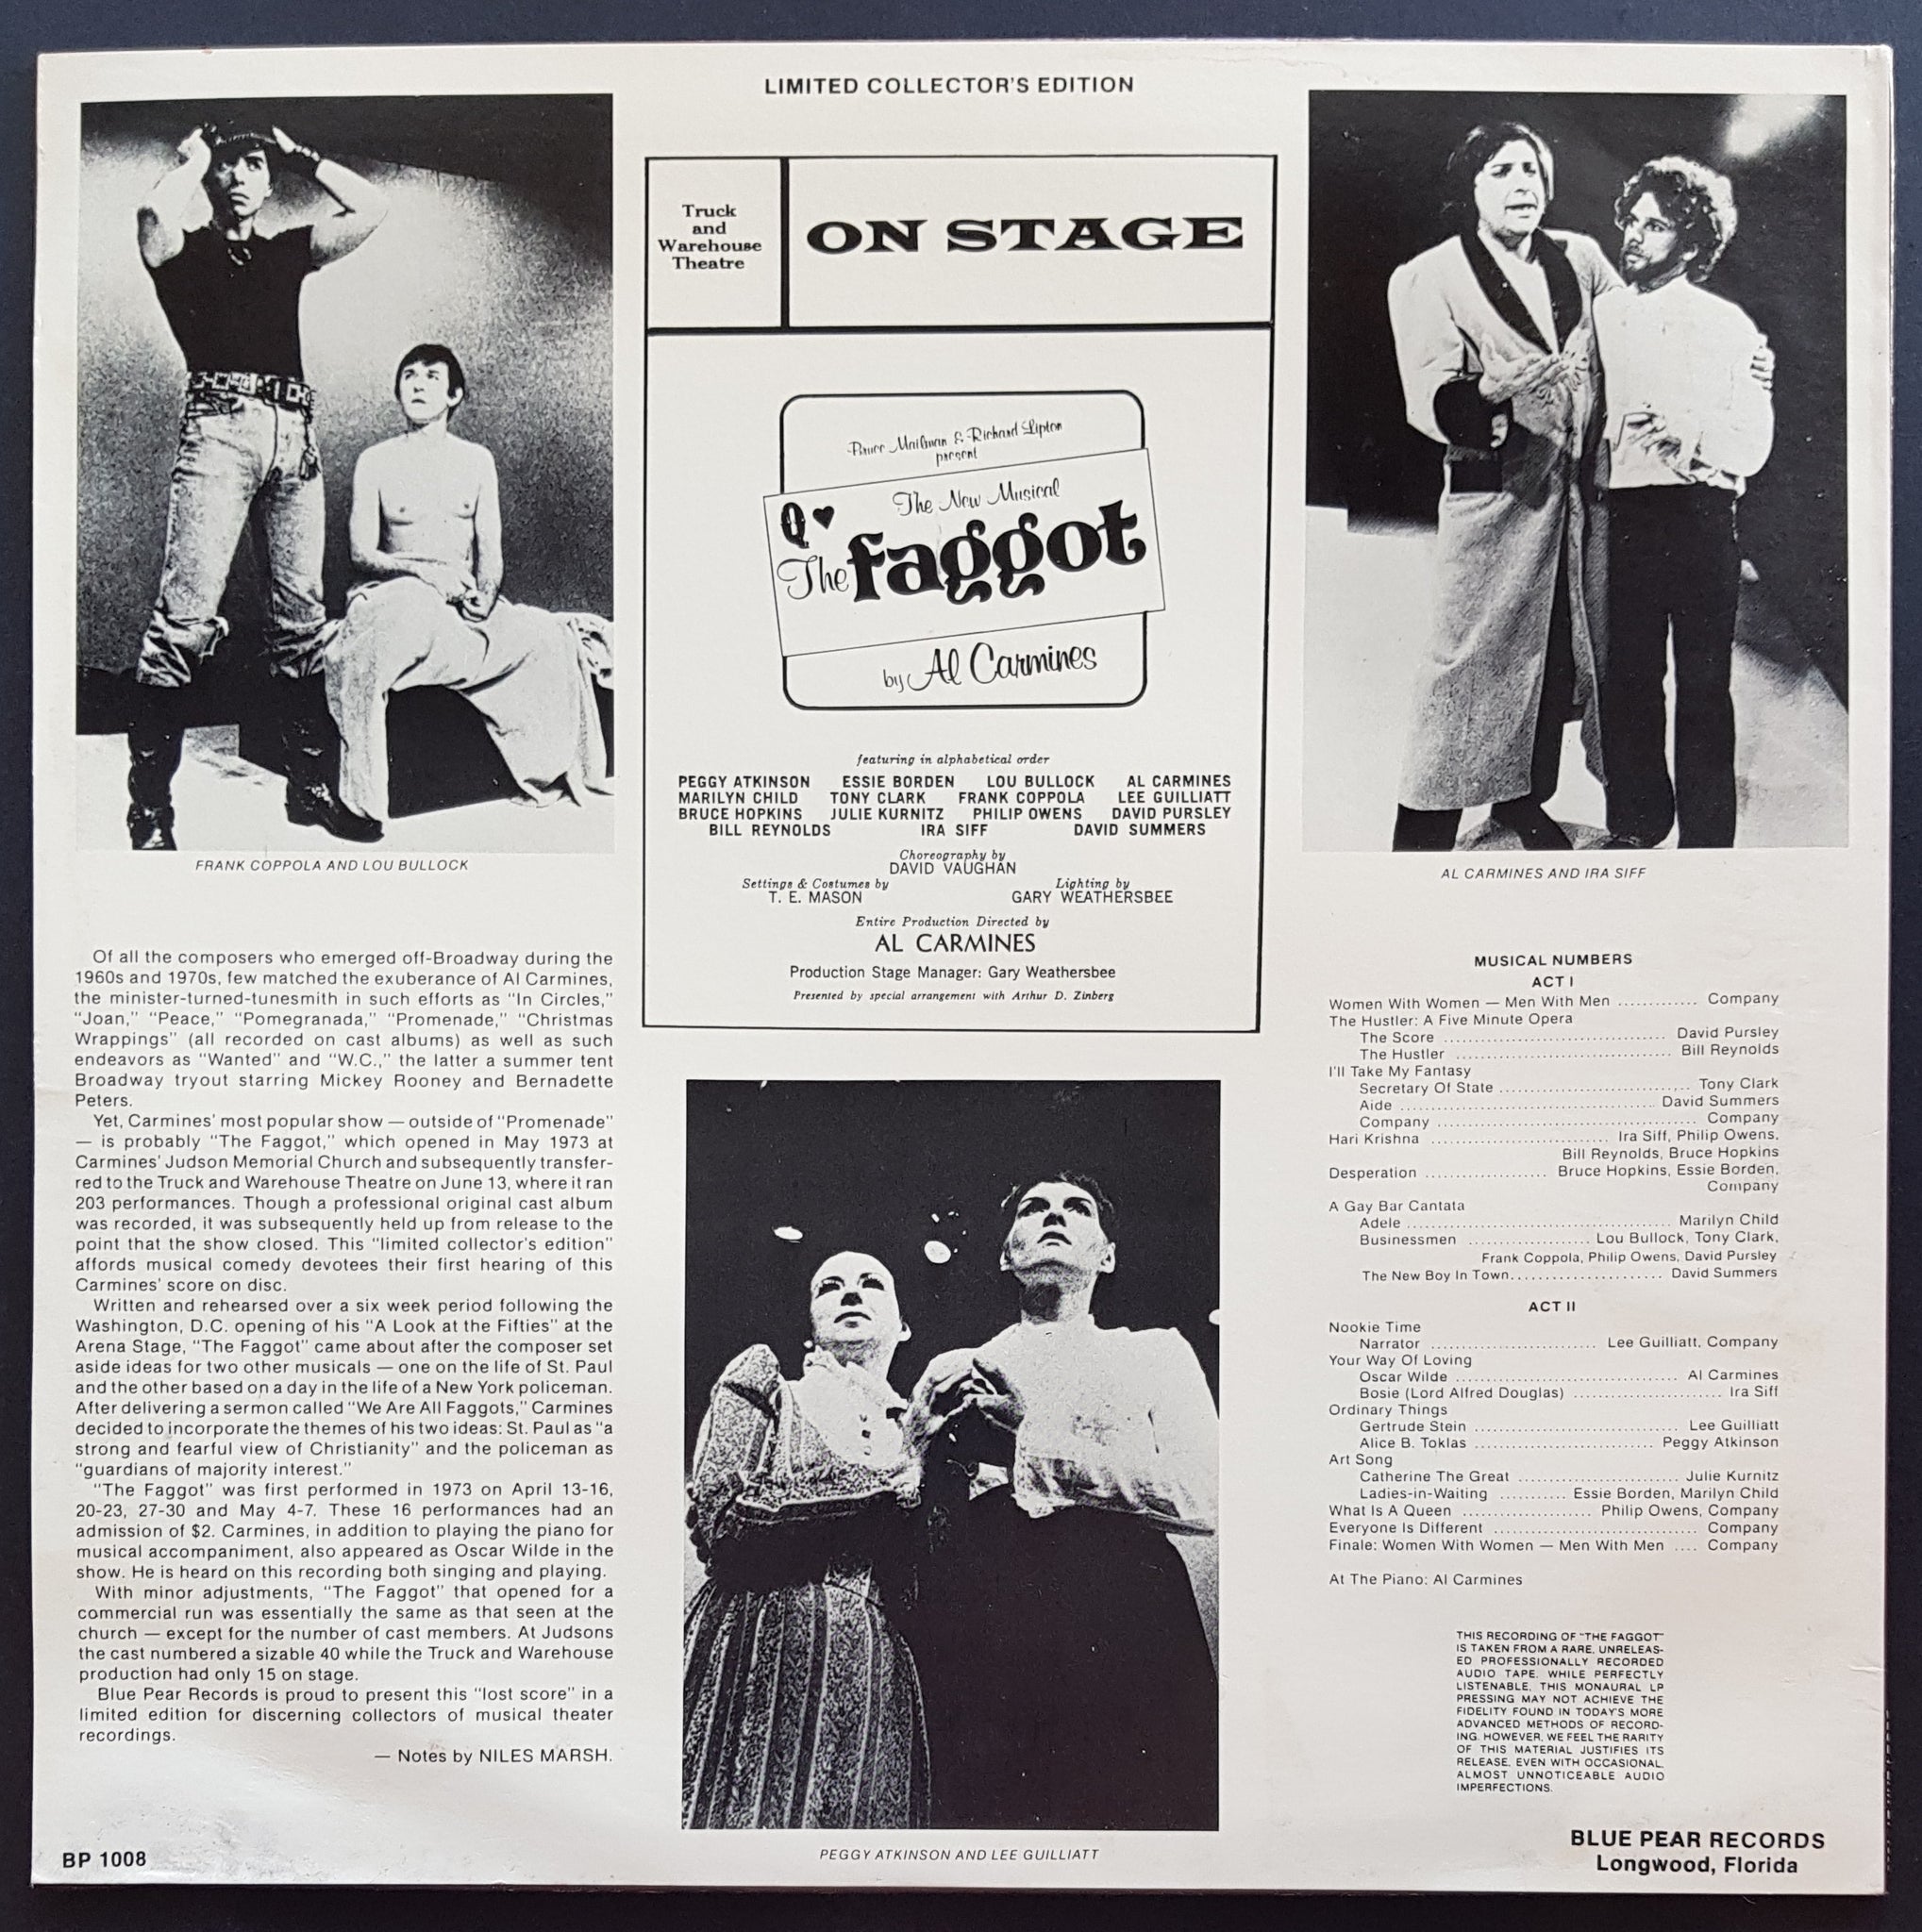 LIMITED COLLECTOR'S EDITION
Truck
and
Warehouse
Theatre
ON STAGE
Bruce Mailman & Richard Lipton
present
Q♥
The New Musical
The faggot
by Al Carmines
featuring in alphabetical order
PEGGY ATKINSON ESSIE BORDEN LOU BULLOCK AL CARMINES
MARILYN CHILD TONY CLARK FRANK COPPOLA LEE GUILLIATT
BRUCE HOPKINS JULIE KURNITZ PHILIP OWENS DAVID PURSLEY
BILL REYNOLDS IRA SIFF DAVID SUMMERS
Choreography by
DAVID VAUGHAN
Settings & Costumes by Lighting by
T. E. MASON GARY WEATHERSBEE
Entire Production Directed by
AL CARMINES
Production Stage Manager: Gary Weathersbee
Presented by special arrangement with Arthur D. Zinberg
FRANK COPPOLA AND LOU BULLOCK
Of all the composers who emerged off-Broadway during the
1960s and 1970s, few matched the exuberance of Al Carmines,
the minister-turned-tunesmith in such efforts as "In Circles,"
"Joan," "Peace," "Pomegranada," "Promenade," "Christmas
Wrappings" (all recorded on cast albums) as well as such
endeavors as "Wanted" and "W.C.," the latter a summer tent
Broadway tryout starring Mickey Rooney and Bernadette
Peters.
Yet, Carmines' most popular show — outside of "Promenade"
— is probably "The Faggot," which opened in May 1973 at
Carmines' Judson Memorial Church and subsequently transfer-
red to the Truck and Warehouse Theatre on June 13, where it ran
203 performances. Though a professional original cast album
was recorded, it was subsequently held up from release to the
point that the show closed. This "limited collector's edition"
affords musical comedy devotees their first hearing of this
Carmines' score on disc.
Written and rehearsed over a six week period following the
Washington, D.C. opening of his "A Look at the Fifties" at the
Arena Stage, "The Faggot" came about after the composer set
aside ideas for two other musicals — one on the life of St. Paul
and the other based on a day in the life of a New York policeman.
After delivering a sermon called "We Are All Faggots," Carmines
decided to incorporate the themes of his two ideas: St. Paul as "a
strong and fearful view of Christianity" and the policeman as
"guardians of majority interest."
"The Faggot" was first performed in 1973 on April 13-16,
20-23, 27-30 and May 4-7. These 16 performances had an
admission of $2. Carmines, in addition to playing the piano for
musical accompaniment, also appeared as Oscar Wilde in the
show. He is heard on this recording both singing and playing.
With minor adjustments, "The Faggot" that opened for a
commercial run was essentially the same as that seen at the
church — except for the number of cast members. At Judsons
the cast numbered a sizable 40 while the Truck and Warehouse
production had only 15 on stage.
Blue Pear Records is proud to present this "lost score" in a
limited edition for discerning collectors of musical theater
recordings.
— Notes by NILES MARSH.
BP 1008
PEGGY ATKINSON AND LEE GUILLIATT
AL CARMINES AND IRA SIFF
MUSICAL NUMBERS
ACT I
Women With Women — Men With Men ............. Company
The Hustler: A Five Minute Opera
The Score .................................... David Pursley
The Hustler .................................. Bill Reynolds
I'll Take My Fantasy
Secretary Of State .............................. Tony Clark
Aide ......................................... David Summers
Company .......................................... Company
Hari Krishna ............................ Ira Siff, Philip Owens,
Bill Reynolds, Bruce Hopkins
Desperation ................... Bruce Hopkins, Essie Borden,
Company
A Gay Bar Cantata
Adele .......................................... Marilyn Child
Businessmen ................... Lou Bullock, Tony Clark,
Frank Coppola, Philip Owens, David Pursley
The New Boy In Town....................... David Summers
ACT II
Nookie Time
Narrator ........................... Lee Guilliatt, Company
Your Way Of Loving
Oscar Wilde .................................... Al Carmines
Bosie (Lord Alfred Douglas) ........................ Ira Siff
Ordinary Things
Gertrude Stein ................................. Lee Guilliatt
Alice B. Toklas .............................. Peggy Atkinson
Art Song
Catherine The Great .......................... Julie Kurnitz
Ladies-in-Waiting ........... Essie Borden, Marilyn Child
What Is A Queen ..................... Philip Owens, Company
Everyone Is Different .................................. Company
Finale: Women With Women — Men With Men .... Company
At The Piano: Al Carmines
THIS RECORDING OF "THE FAGGOT"
IS TAKEN FROM A RARE, UNRELEAS-
ED PROFESSIONALLY RECORDED
AUDIO TAPE. WHILE PERFECTLY
LISTENABLE, THIS MONAURAL LP
PRESSING MAY NOT ACHIEVE THE
FIDELITY FOUND IN TODAY'S MORE
ADVANCED METHODS OF RECORD-
ING. HOWEVER, WE FEEL THE RARITY
OF THIS MATERIAL JUSTIFIES ITS
RELEASE, EVEN WITH OCCASIONAL,
ALMOST UNNOTICEABLE AUDIO
IMPERFECTIONS.
BLUE PEAR RECORDS
Longwood, Florida